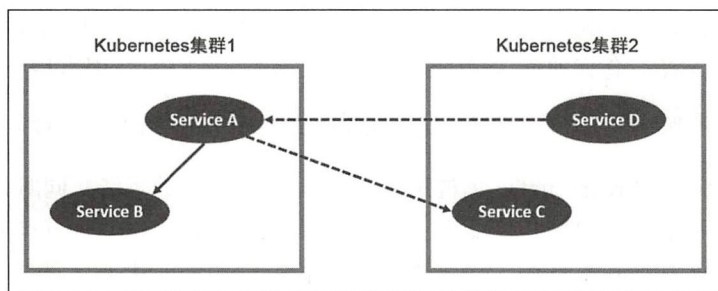 Kubernetes集群1
Kubernetes集群2
Service A
Service D
Service B
Service C